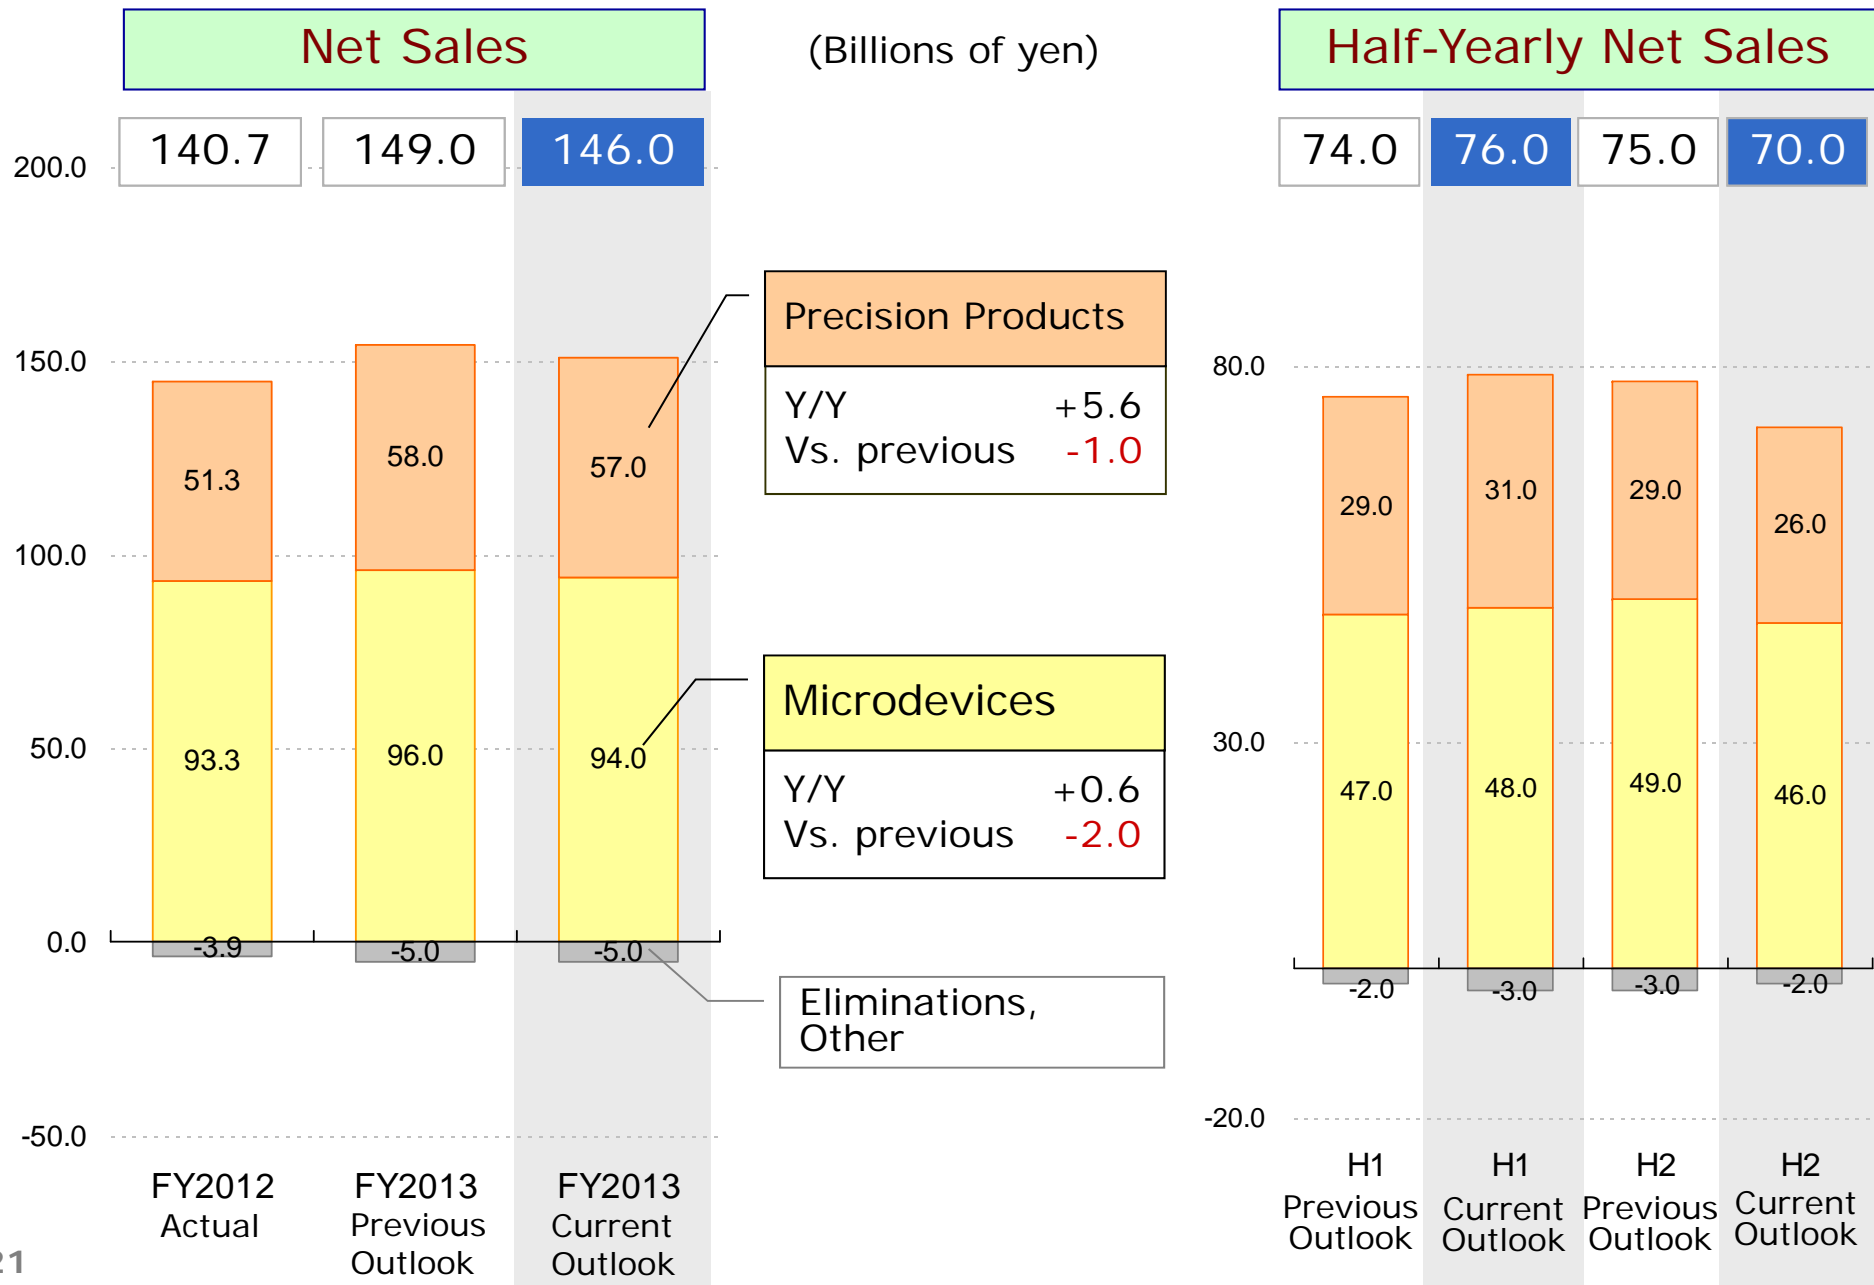 Net Sales
(Billions of yen)
Half-Yearly Net Sales
140.7
149.0
146.0
74.0
76.0
75.0
70.0
200.0
150.0
100.0
50.0
0.0
-50.0
51.3
58.0
57.0
93.3
96.0
94.0
-3.9
-5.0
-5.0
Precision Products
Y/Y +5.6
Vs. previous -1.0
Microdevices
Y/Y +0.6
Vs. previous -2.0
Eliminations,
Other
80.0
30.0
-20.0
29.0
31.0
29.0
26.0
47.0
48.0
49.0
46.0
-2.0
-3.0
-3.0
-2.0
FY2012
Actual
FY2013
Previous
Outlook
FY2013
Current
Outlook
H1
Previous
Outlook
H1
Current
Outlook
H2
Previous
Outlook
H2
Current
Outlook
21